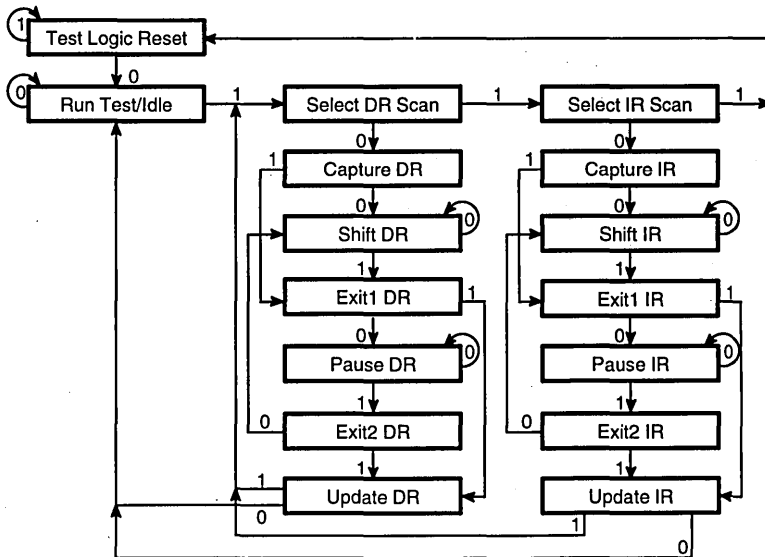 1 Test Logic Reset
0
0 Run Test/Idle 1 Select DR Scan 1 Select IR Scan 1
0 0
1 Capture DR 1 Capture IR
0 0
Shift DR 0 Shift IR 0
1 1
Exit1 DR 1 Exit1 IR 1
0 0
Pause DR 0 Pause IR 0
1 1
0 Exit2 DR 0 Exit2 IR
1 1
1 Update DR Update IR
0 1 0